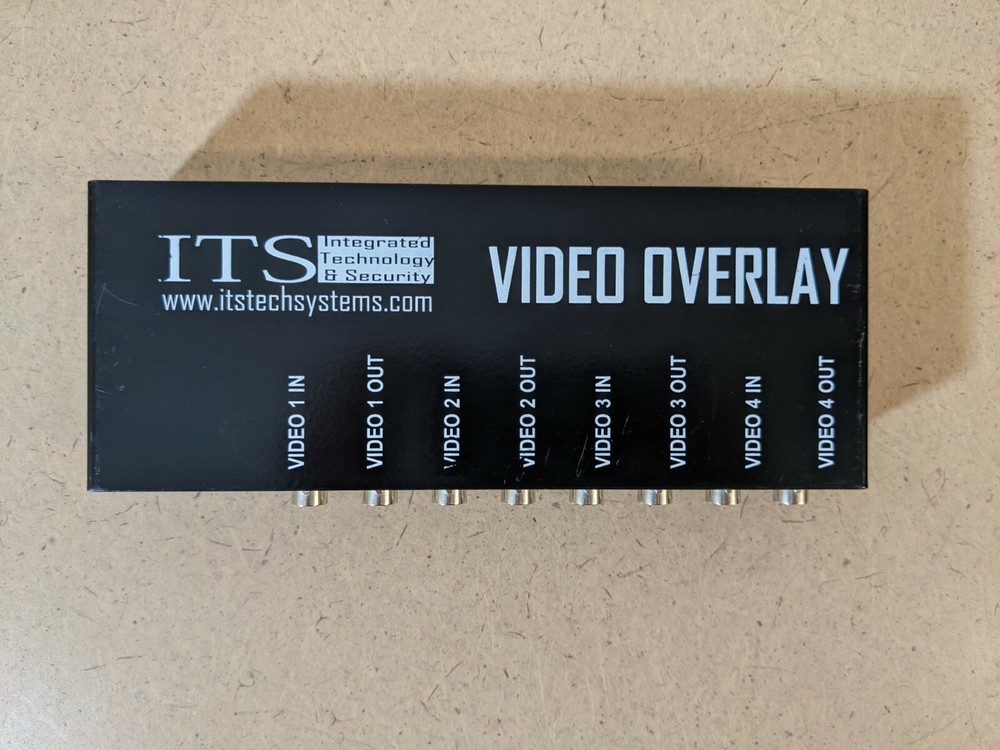 ITS
Integrated
Technology
& Security
www.itstechsystems.com
VIDEO OVERLAY
VIDEO 1 IN
VIDEO 1 OUT
VIDEO 2 IN
VIDEO 2 OUT
VIDEO 3 IN
VIDEO 3 OUT
VIDEO 4 IN
VIDEO 4 OUT